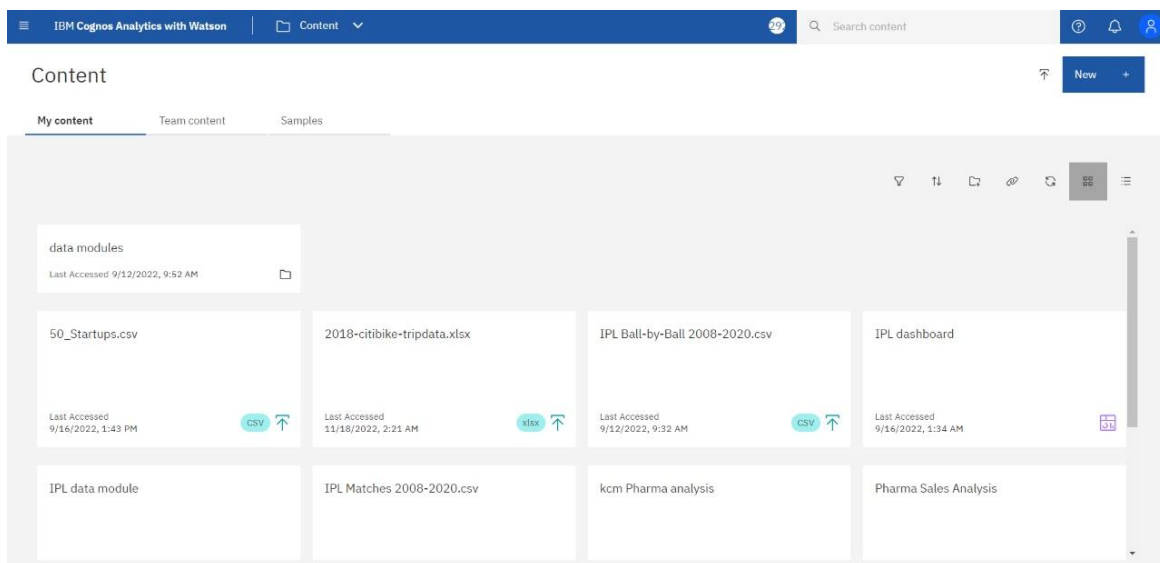 IBM Cognos Analytics with Watson
Content
29
Search content
Content
New +
My content
Team content
Samples
data modules
Last Accessed 9/12/2022, 9:52 AM
50_Startups.csv
Last Accessed
9/16/2022, 1:43 PM
CSV
2018-citibike-tripdata.xlsx
Last Accessed
11/18/2022, 2:21 AM
xlsx
IPL Ball-by-Ball 2008-2020.csv
Last Accessed
9/12/2022, 9:32 AM
CSV
IPL dashboard
Last Accessed
9/16/2022, 1:34 AM
IPL data module
IPL Matches 2008-2020.csv
kcm Pharma analysis
Pharma Sales Analysis